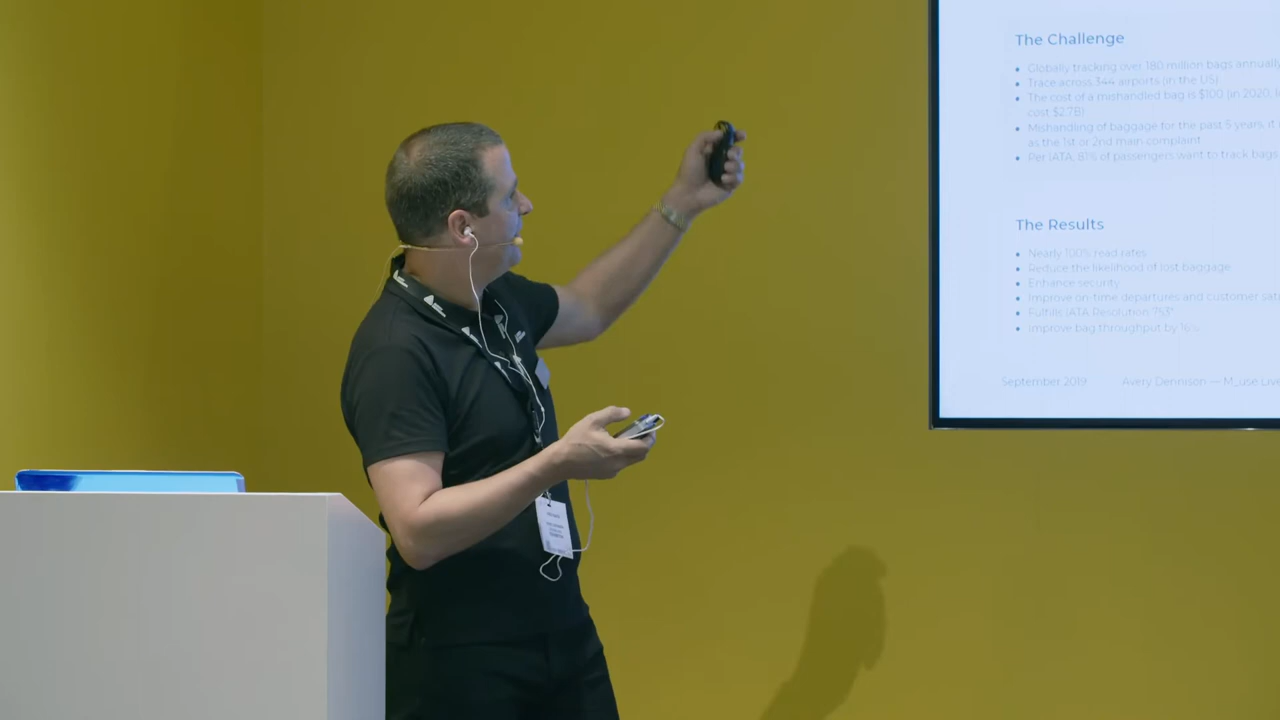 The Challenge
• Globally tracking over 180 million bags annually
• Trace across 344 airports (in the US)
• The cost of a mishandled bag is $100 (in 2020,
cost $2.7B)
• Mishandling of baggage for the past 5 years, it
as the 1st or 2nd main complaint
• Per IATA, 81% of passengers want to track bags
The Results
• Nearly 100% read rates
• Reduce the likelihood of lost baggage
• Enhance security
• Improve on-time departures and customer
• Fulfills IATA Resolution "753"
• Improve bag throughput by 16%
September 2019 Avery Dennison — M_use Live